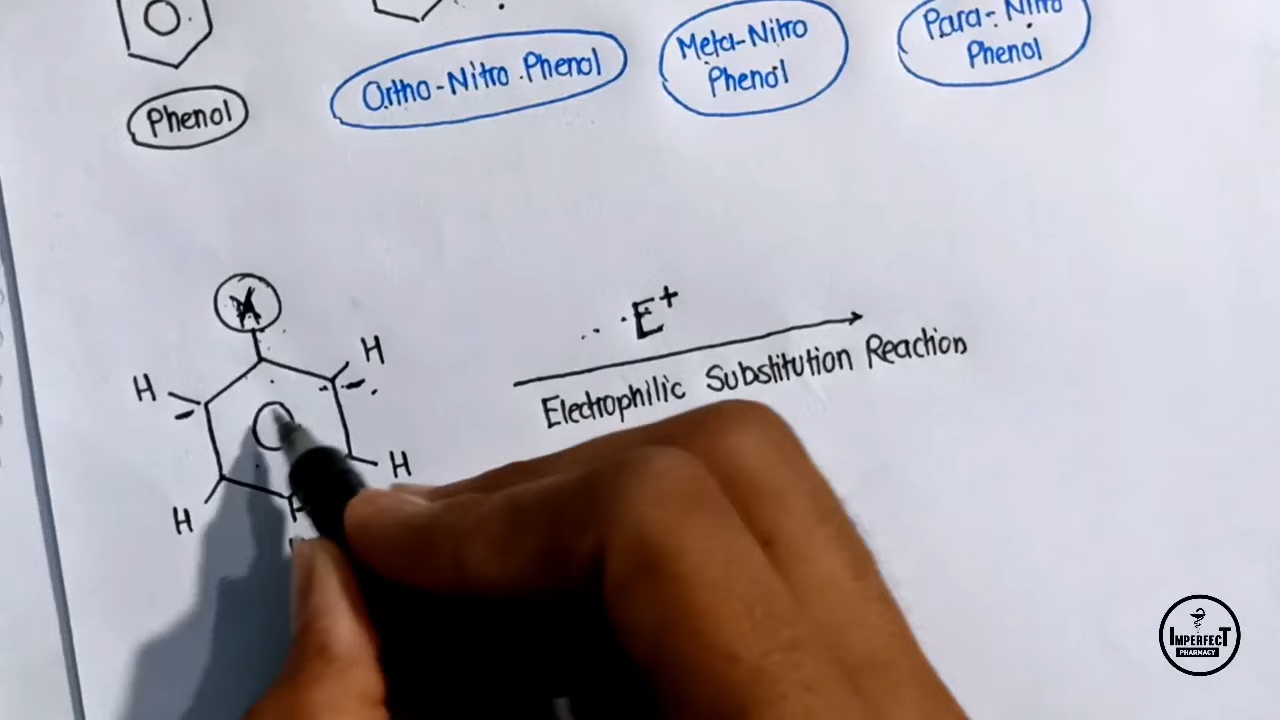 Phenol
Ortho-Nitro Phenol
Meta-Nitro
Phenol
Para-Nitro
Phenol
X
H
H
H
H
E+
Electrophilic Substitution Reaction
IMPERFECT
PHARMACY